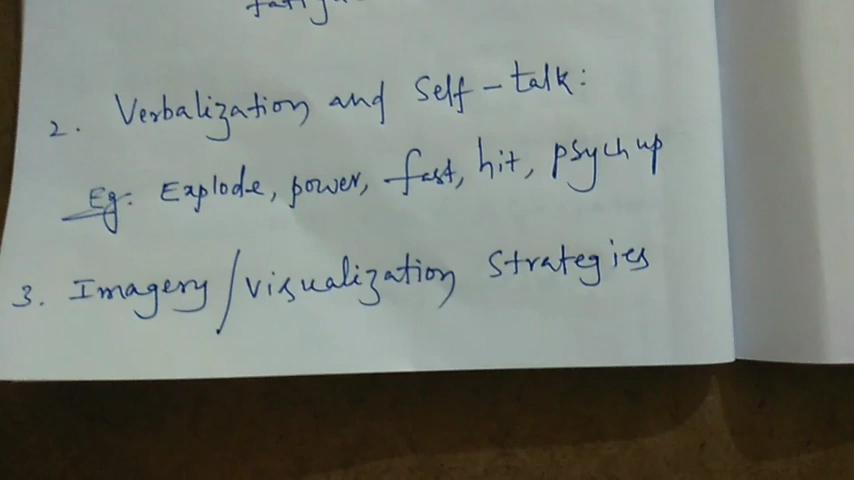 2. Verbalization and Self-talk:
Eg. Explode, power, fast, hit, psych up
3. Imagery/visualization strategies